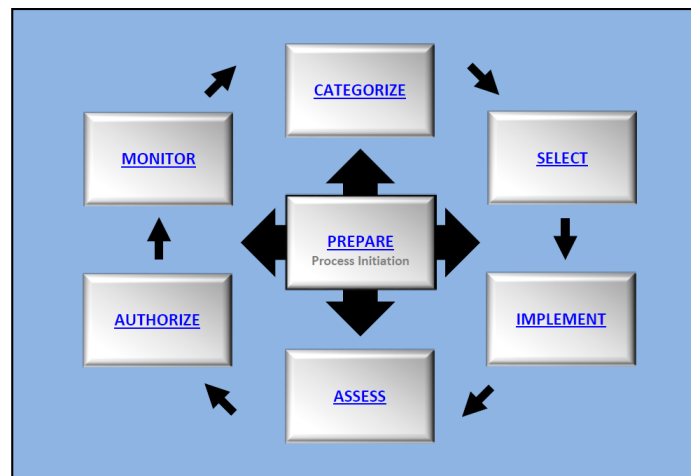 CATEGORIZE
MONITOR
SELECT
PREPARE
Process Initiation
AUTHORIZE
IMPLEMENT
ASSESS